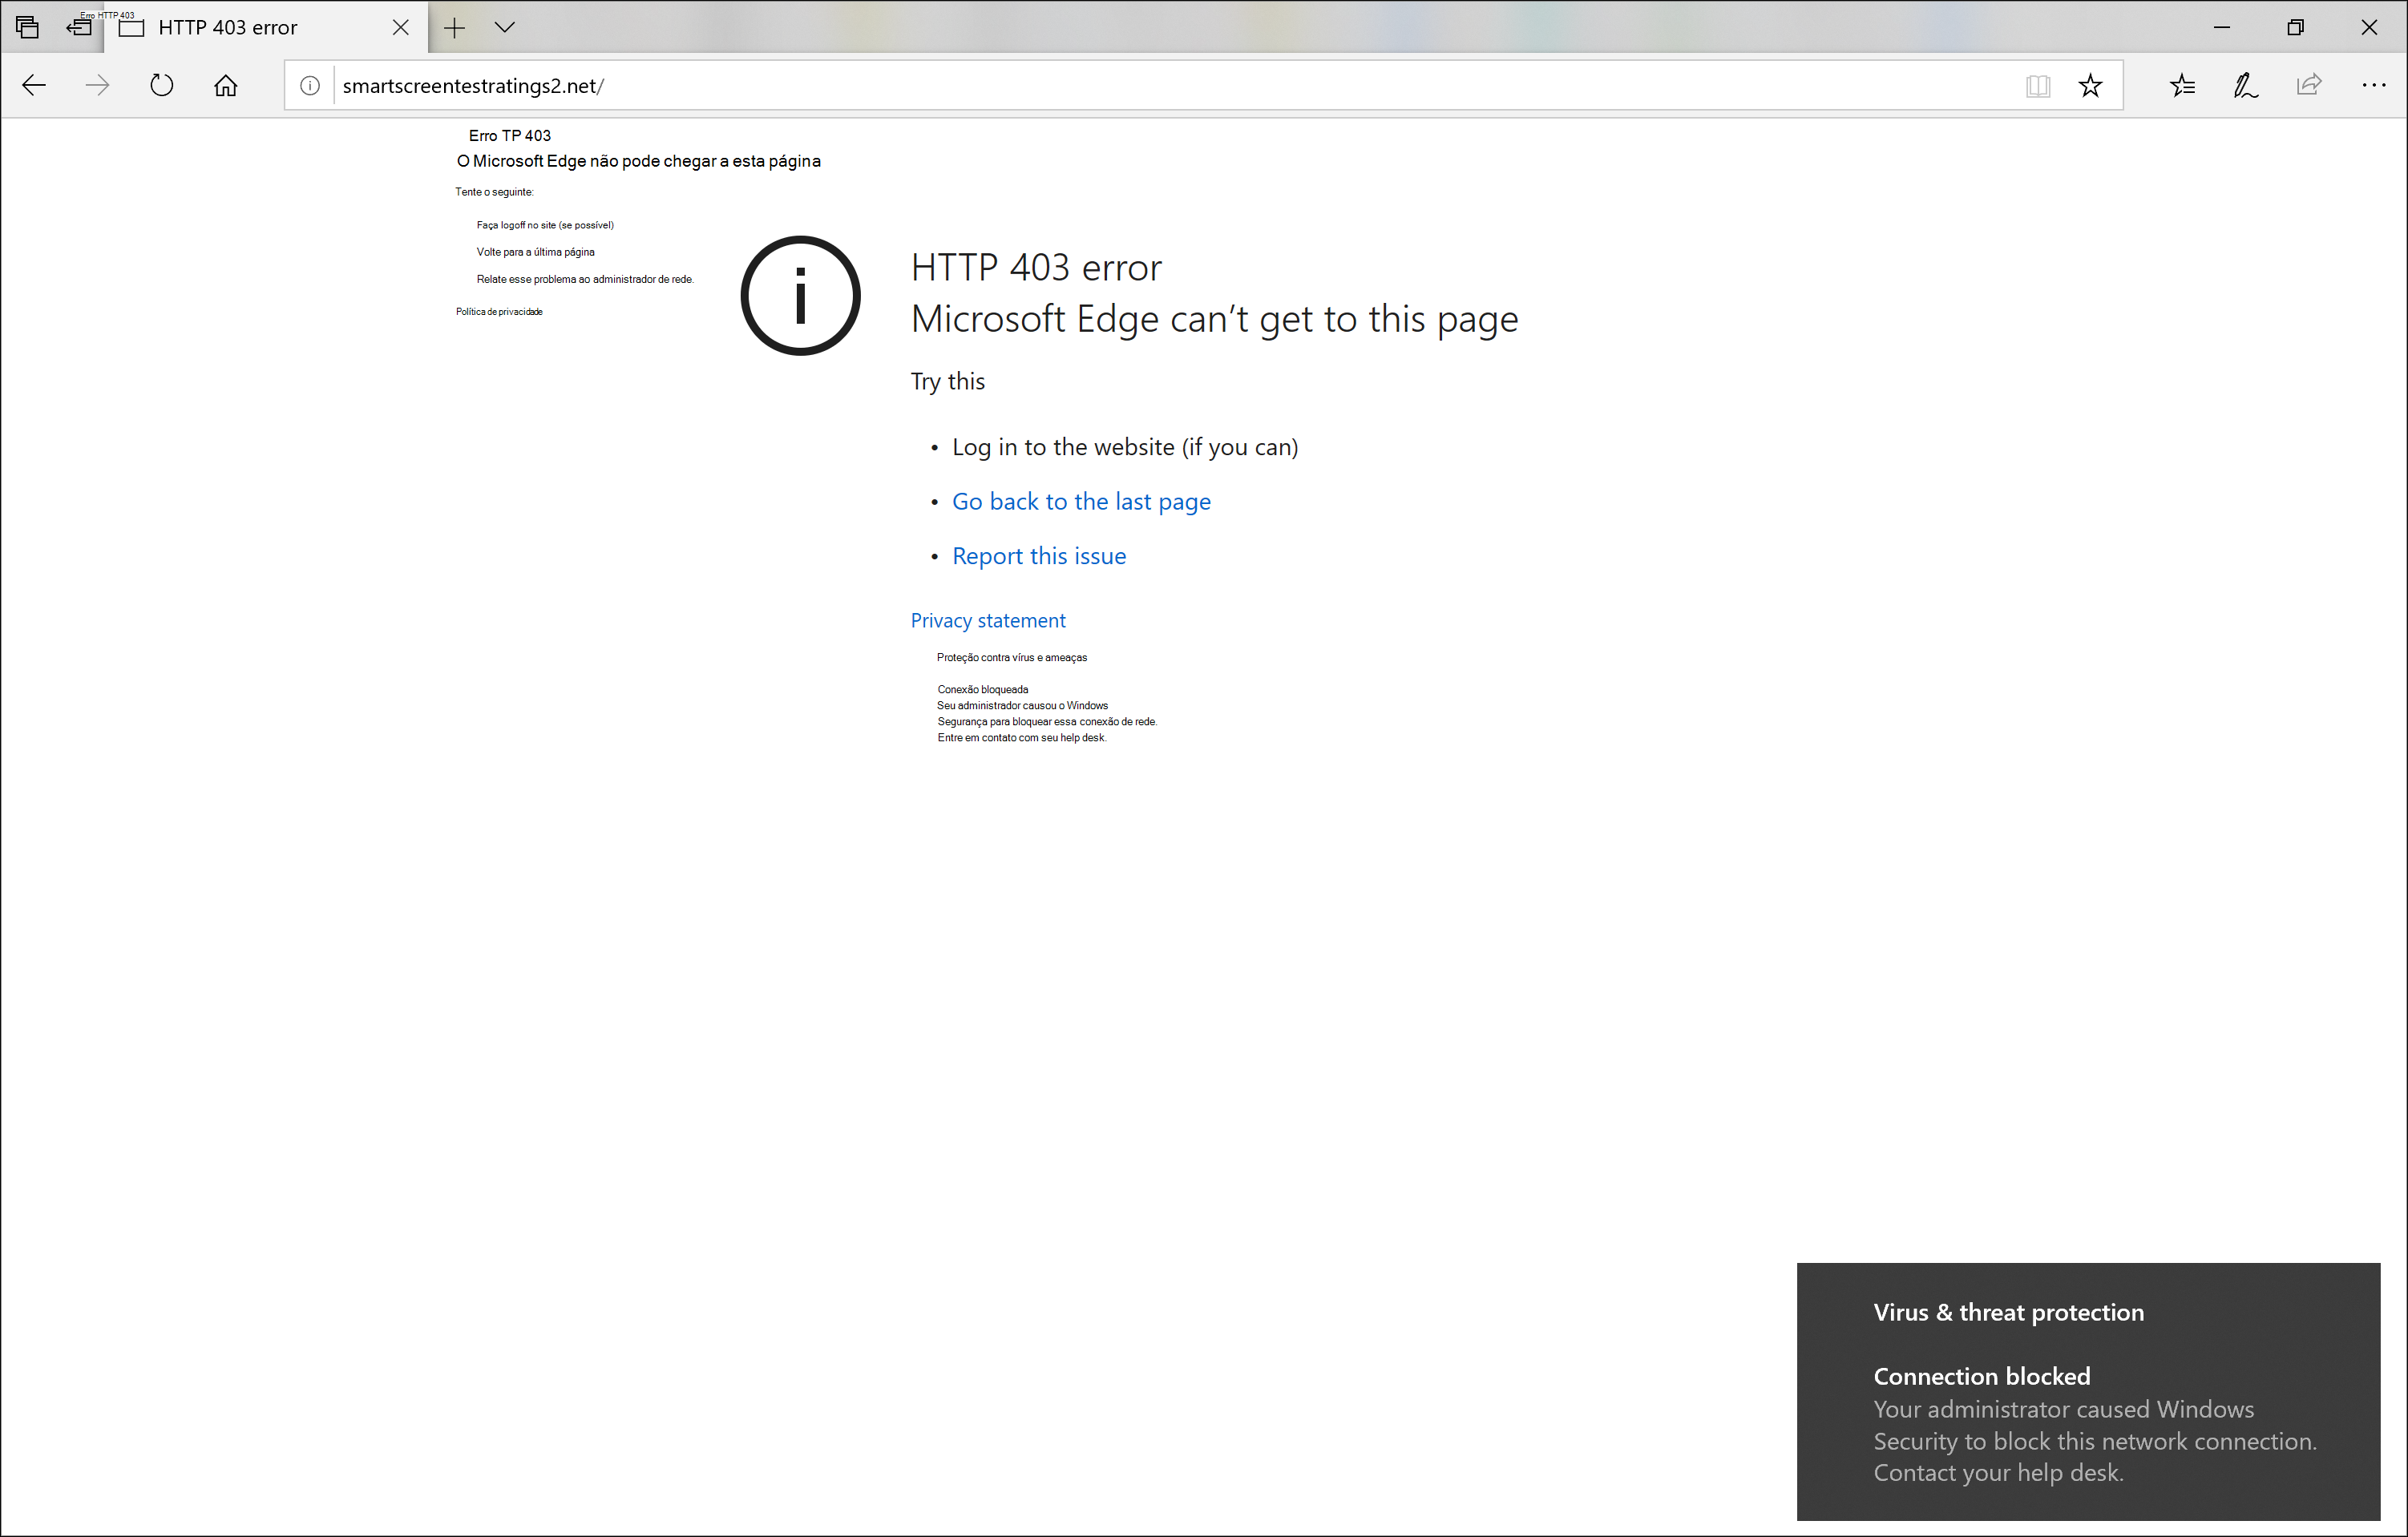 Erro HTTP 403
HTTP 403 error
smartscreentestratings2.net/
Erro TP 403
O Microsoft Edge não pode chegar a esta página
Tente o seguinte:
Faça logoff no site (se possível)
Volte para a última página
Relate esse problema ao administrador de rede.
Política de privacidade
i
HTTP 403 error
Microsoft Edge can't get to this page
Try this
• Log in to the website (if you can)
• Go back to the last page
• Report this issue
Privacy statement
Proteção contra vírus e ameaças
Conexão bloqueada
Seu administrador causou o Windows
Segurança para bloquear essa conexão de rede.
Entre em contato com seu help desk.
Virus & threat protection
Connection blocked
Your administrator caused Windows
Security to block this network connection.
Contact your help desk.